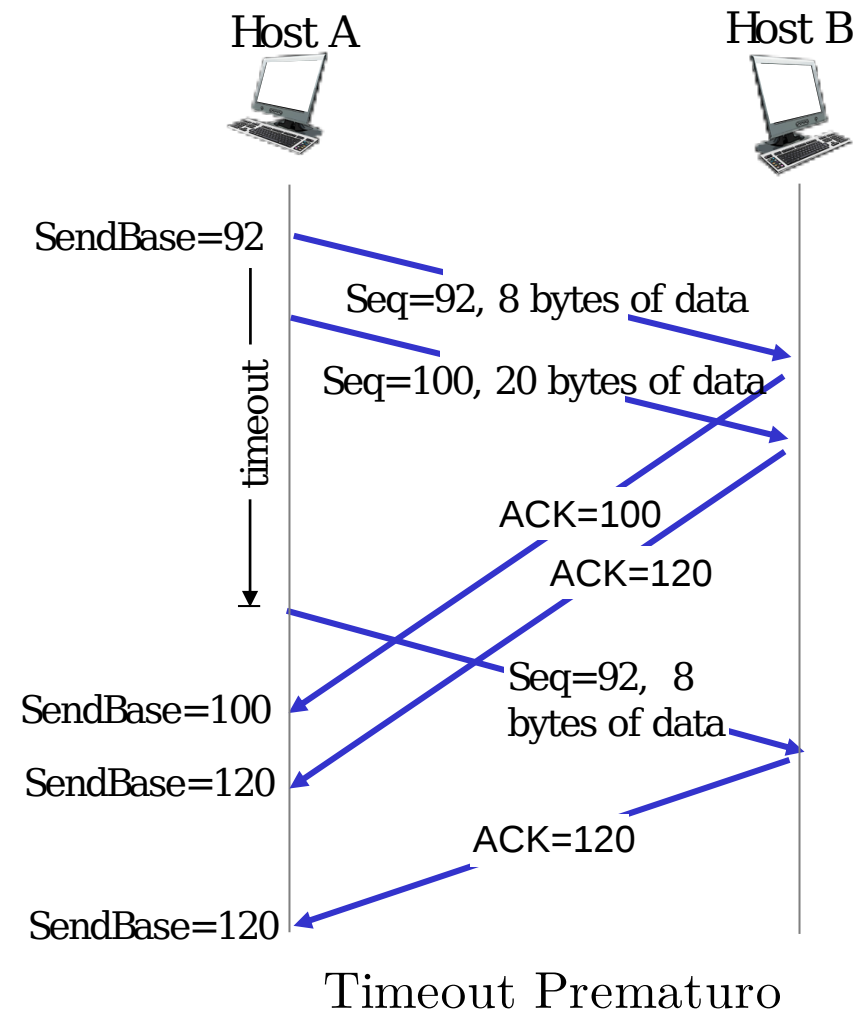 Host A
Host B
SendBase=92
Seq=92, 8 bytes of data
Seq=100, 20 bytes of data
timeout
ACK=100
ACK=120
Seq=92, 8
bytes of data
SendBase=100
SendBase=120
ACK=120
SendBase=120
Timeout Prematuro